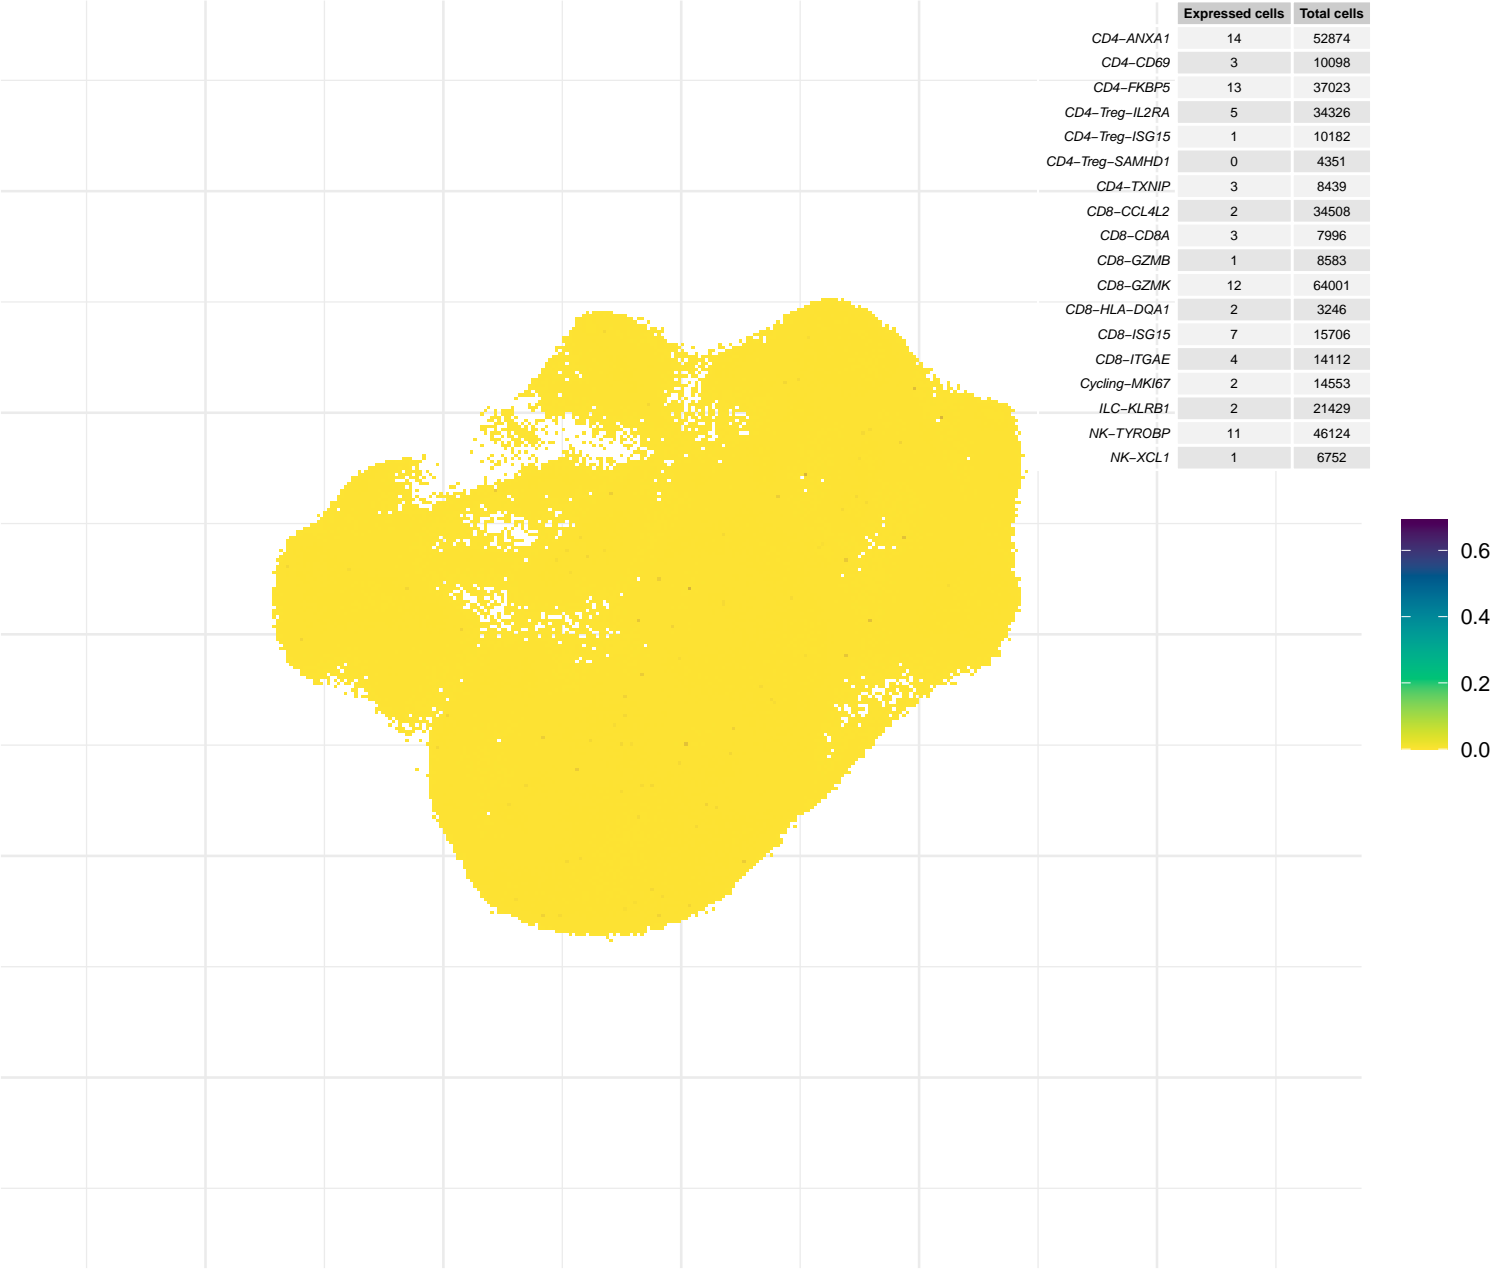 Expressed cells Total cells
CD4−ANXA1 14 52874
CD4−CD69 3 10098
CD4−FKBP5 13 37023
CD4−Treg−IL2RA 5 34326
CD4−Treg−ISG15 1 10182
CD4−Treg−SAMHD1 0 4351
CD4−TXNIP 3 8439
CD8−CCL4L2 2 34508
CD8−CD8A 3 7996
CD8−GZMB 1 8583
CD8−GZMK 12 64001
CD8−HLA−DQA1 2 3246
CD8−ISG15 7 15706
CD8−ITGAE 4 14112
Cycling−MKI67 2 14553
ILC−KLRB1 2 21429
NK−TYROBP 11 46124
NK−XCL1 1 6752
0.6
0.4
0.2
0.0